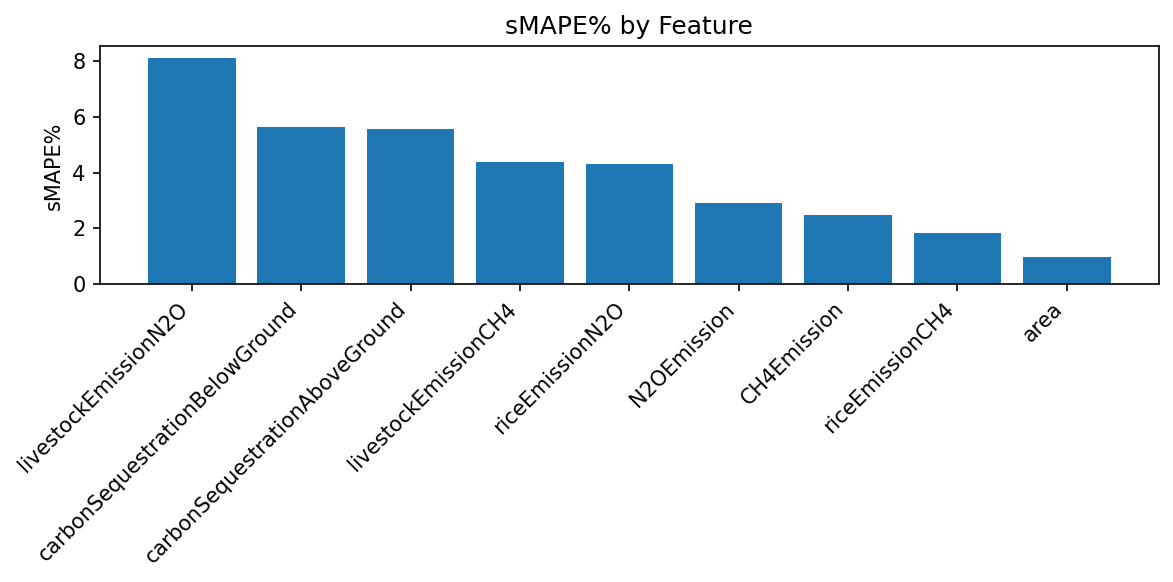 sMAPE% by Feature
sMAPE%
8
6
4
2
0
livestockEmissionN2O
carbonSequestrationBelowGround
carbonSequestrationAboveGround
livestockEmissionCH4
riceEmissionN2O
N2OEmission
CH4Emission
riceEmissionCH4
area